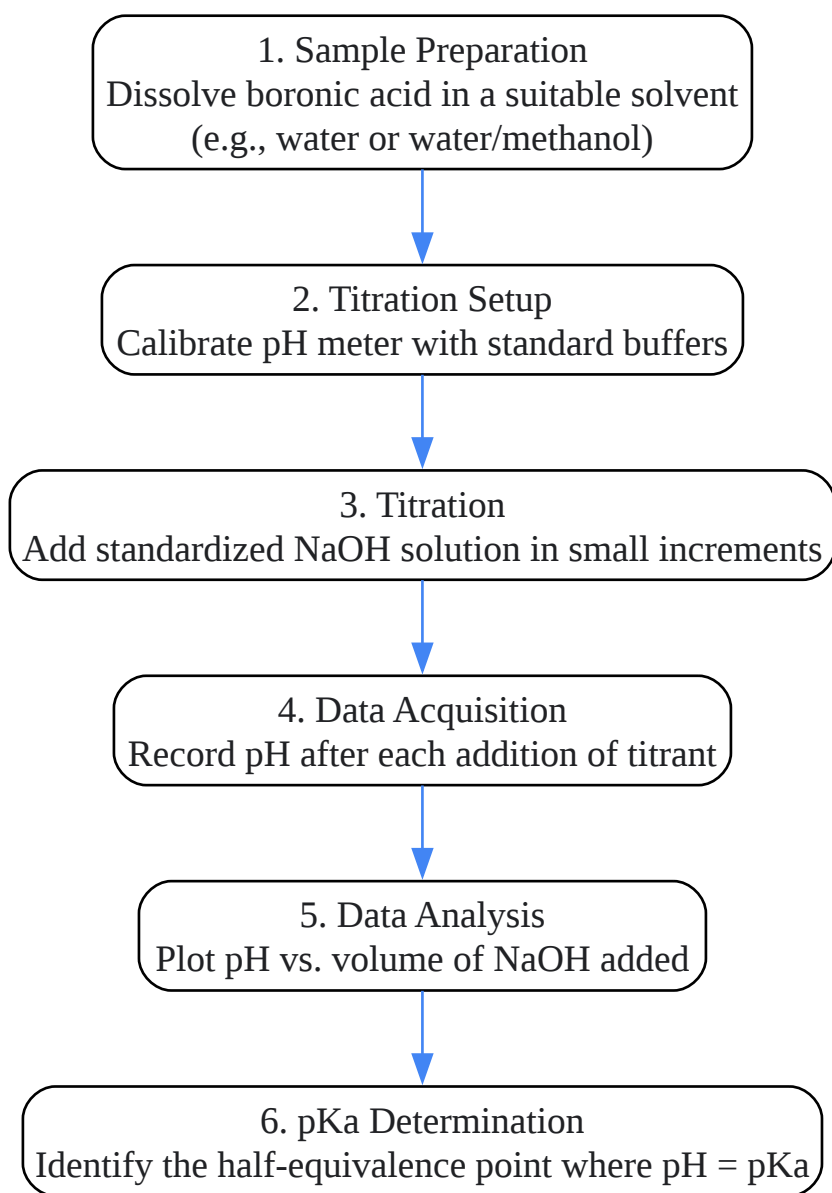 1. Sample Preparation
Dissolve boronic acid in a suitable solvent
(e.g., water or water/methanol)
2. Titration Setup
Calibrate pH meter with standard buffers
3. Titration
Add standardized NaOH solution in small increments
4. Data Acquisition
Record pH after each addition of titrant
5. Data Analysis
Plot pH vs. volume of NaOH added
6. pKa Determination
Identify the half-equivalence point where pH = pKa